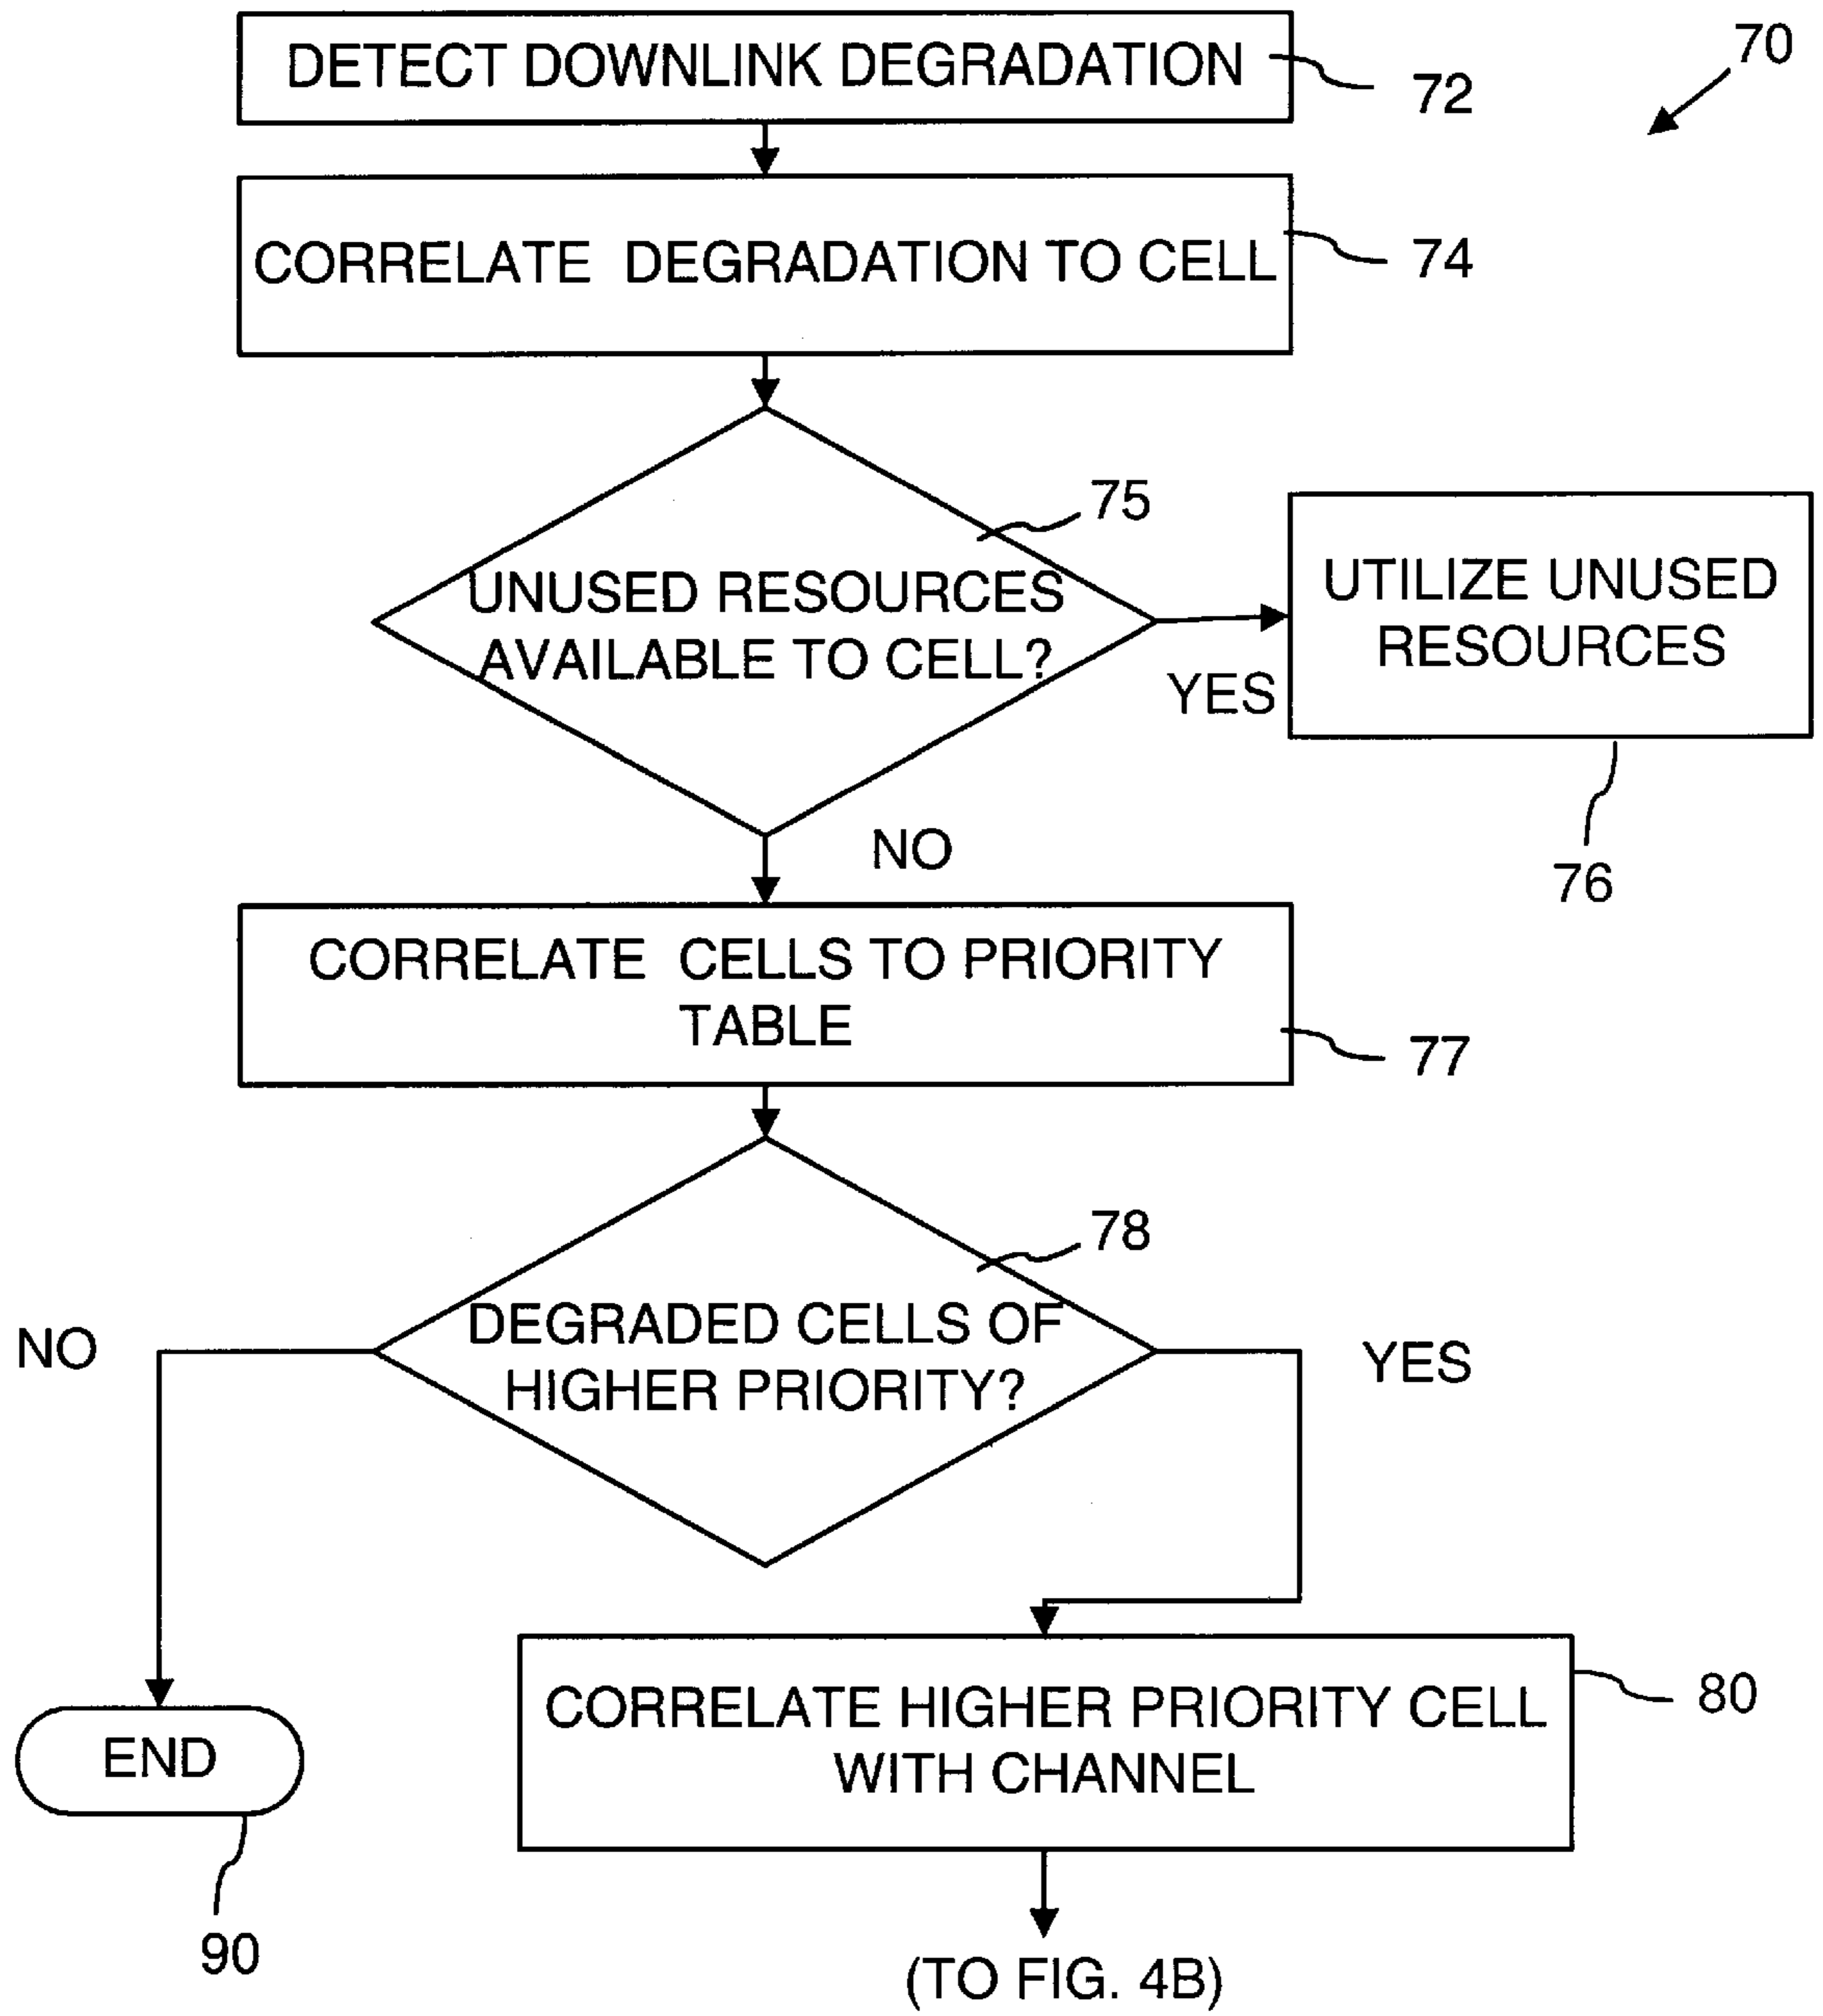 DETECT DOWNLINK DEGRADATION
72
70
CORRELATE DEGRADATION TO CELL
74
75
UNUSED RESOURCES
AVAILABLE TO CELL?
YES
UTILIZE UNUSED
RESOURCES
76
NO
CORRELATE CELLS TO PRIORITY
TABLE
77
78
DEGRADED CELLS OF
HIGHER PRIORITY?
NO
YES
END
90
CORRELATE HIGHER PRIORITY CELL
WITH CHANNEL
80
(TO FIG. 4B)